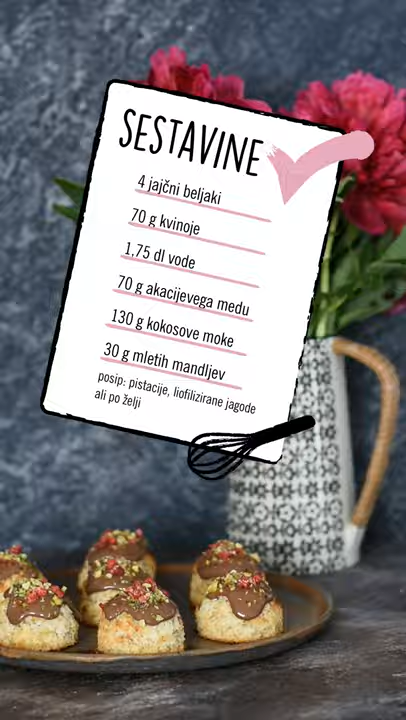 SESTAVINE
4 jajčni beljaki
70 g kvinoje
1,75 dl vode
70 g akacijevega medu
130 g kokosove moke
30 g mletih mandljev
posip: pistacije, liofilizirane jagode
ali po želji